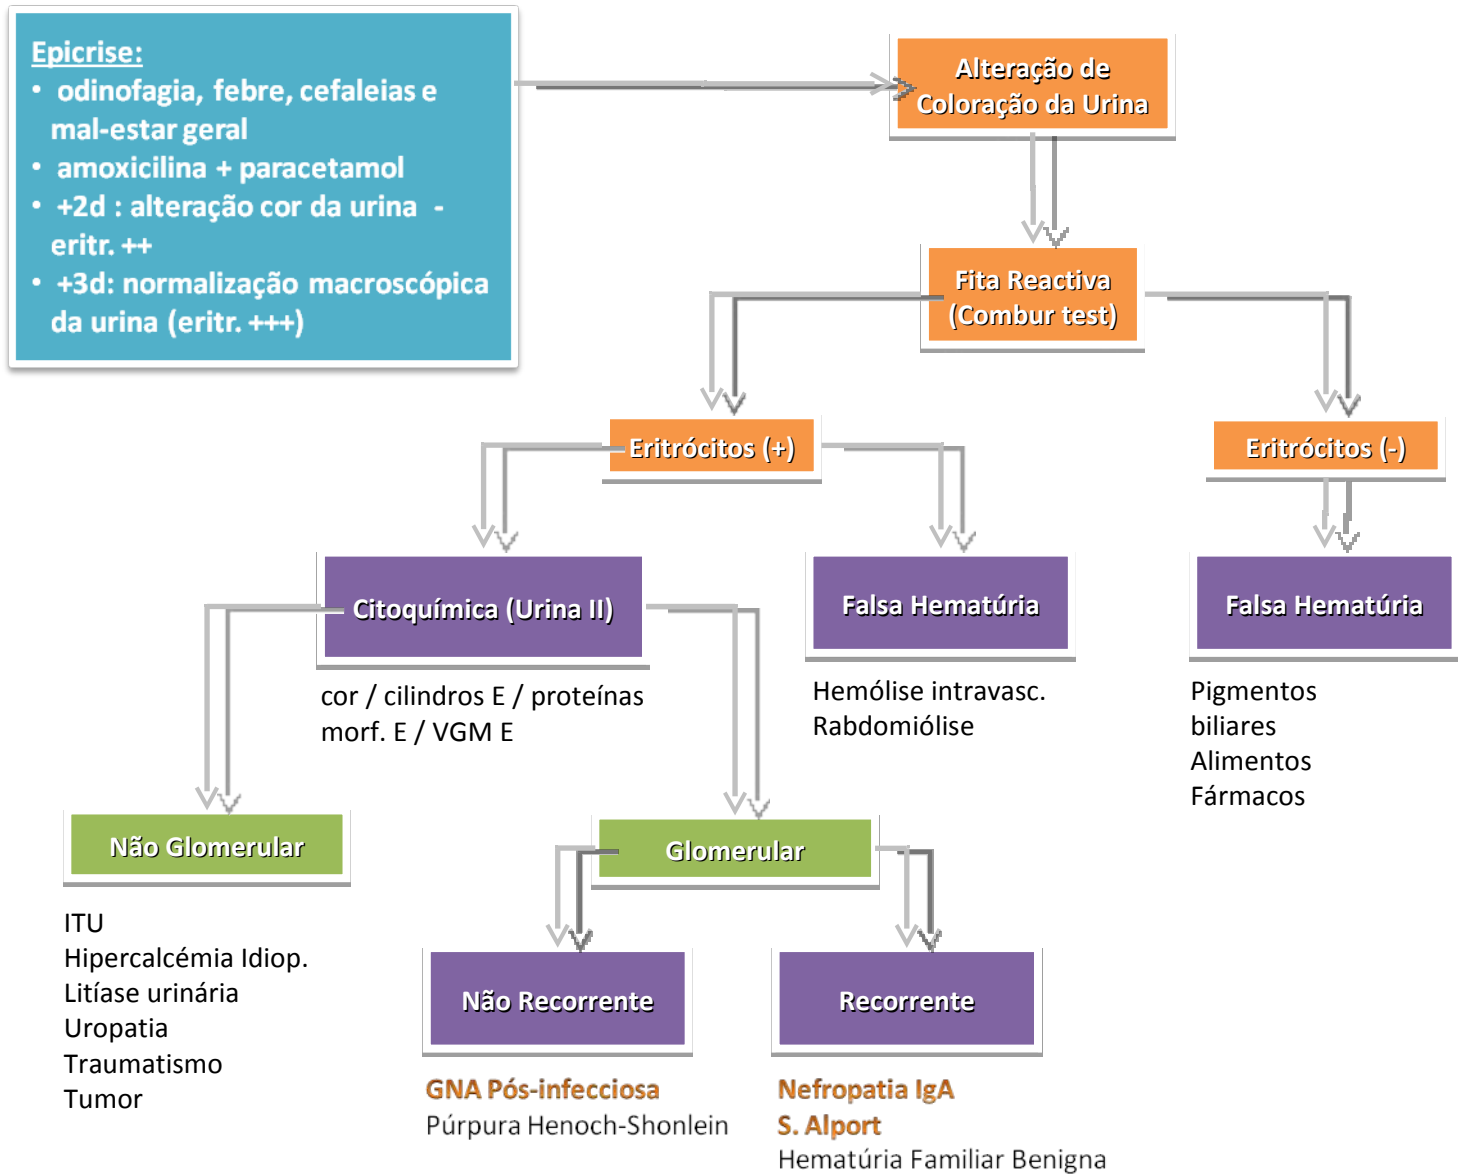 Epicrise:
• odinofagia, febre, cefaleias e
mal-estar geral
• amoxicilina + paracetamol
• +2d : alteração cor da urina -
eritr. ++
• +3d: normalização macroscópica
da urina (eritr. +++)
Alteração de
Coloração da Urina
Fita Reactiva
(Combur test)
Eritrócitos (+)
Eritrócitos (-)
Citoquímica (Urina II)
cor / cilindros E / proteínas
morf. E / VGM E
Falsa Hematúria
Hemólise intravasc.
Rabdomiólise
Falsa Hematúria
Pigmentos
biliares
Alimentos
Fármacos
Não Glomerular
ITU
Hipercalcémia Idiop.
Litíase urinária
Uropatia
Traumatismo
Tumor
Glomerular
Não Recorrente
GNA Pós-infecciosa
Púrpura Henoch-Shonlein
Recorrente
Nefropatia IgA
S. Alport
Hematúria Familiar Benigna